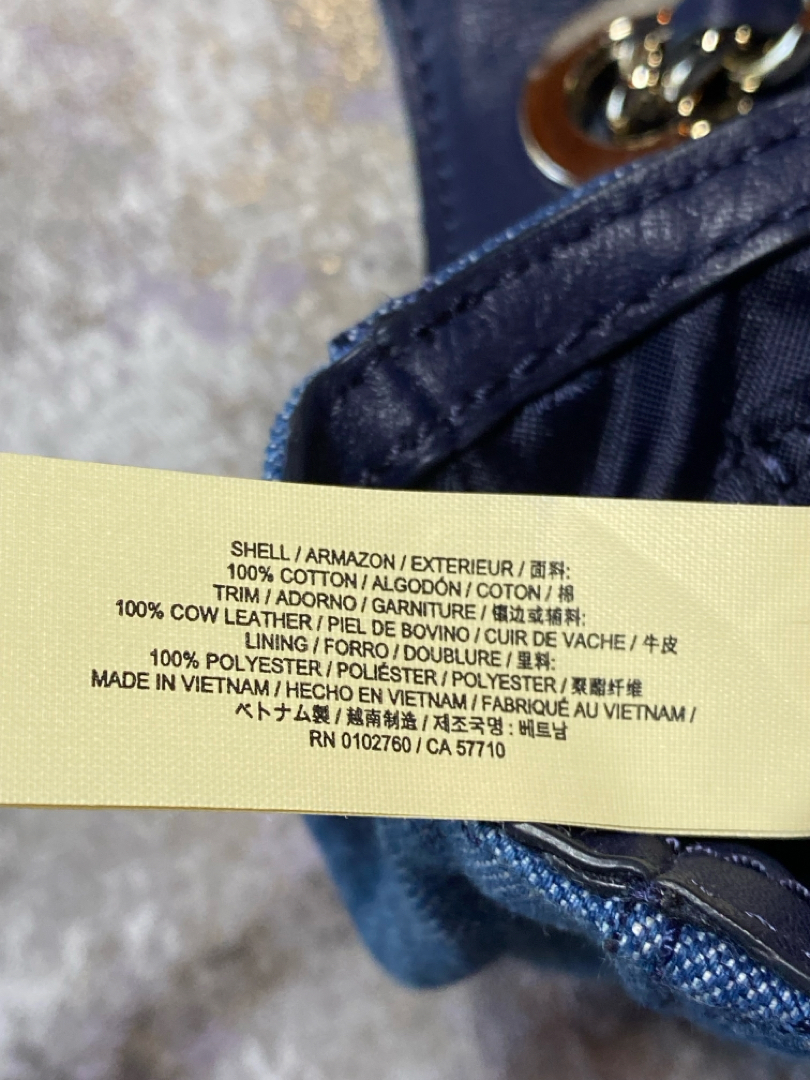 SHELL / ARMAZON / EXTERIEUR / 面料:
100% COTTON / ALGODÓN / COTON / 棉
TRIM / ADORNO / GARNITURE / 镶边或辅料:
100% COW LEATHER / PIEL DE BOVINO / CUIR DE VACHE / 牛皮
LINING / FORRO / DOUBLURE / 里料:
100% POLYESTER / POLIÉSTER / POLYESTER / 聚酯纤维
MADE IN VIETNAM / HECHO EN VIETNAM / FABRIQUÉ AU VIETNAM /
ベトナム製 / 越南制造 / 제조국명 : 베트남
RN 0102760 / CA 57710